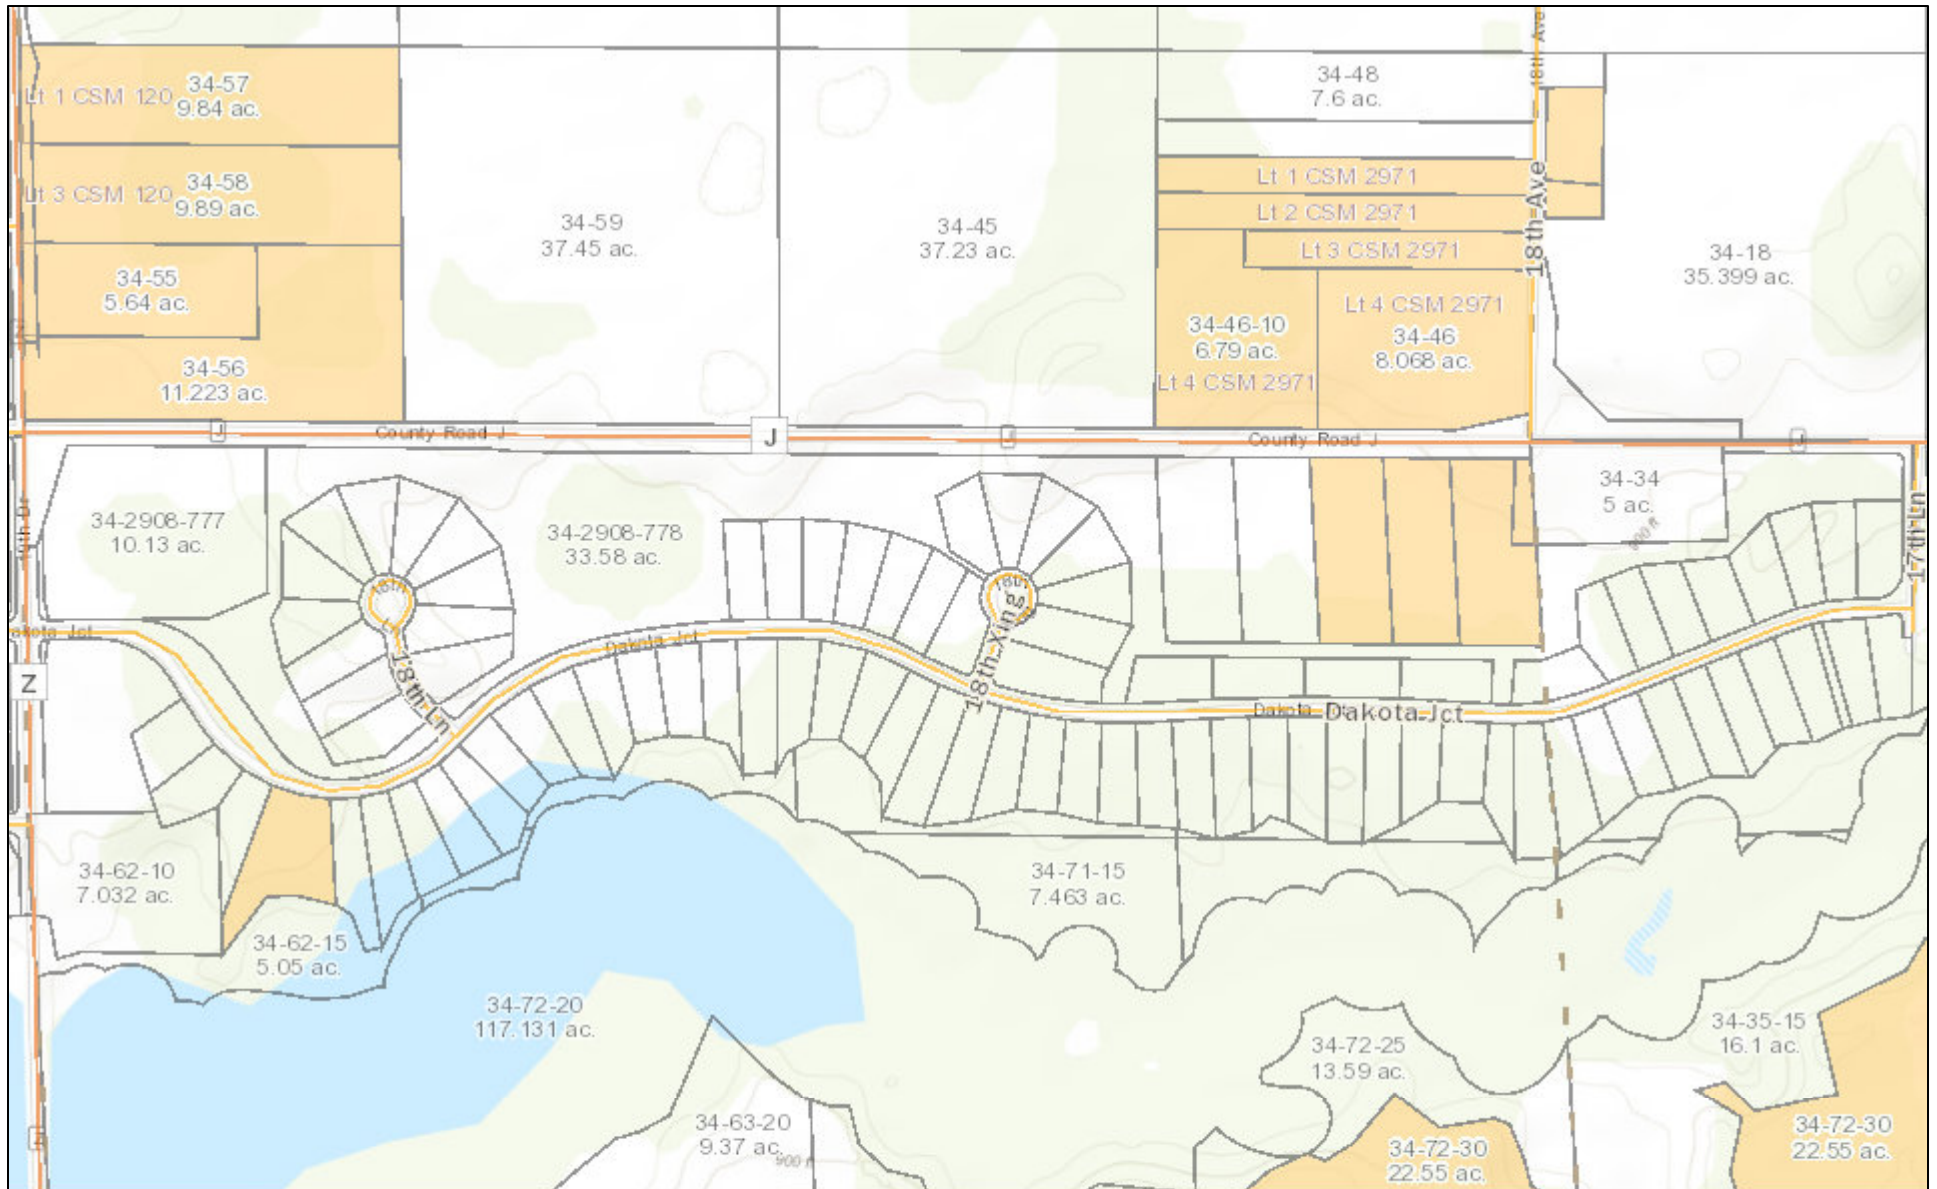 34-57
Lt 1 CSM 120
9.84 ac.
34-48
7.6 ac.
18th Ave
34-58
Lt 3 CSM 120
9.89 ac.
Lt 1 CSM 2971
Lt 2 CSM 2971
Lt 3 CSM 2971
18th Ave
34-59
37.45 ac.
34-45
37.23 ac.
34-18
35.399 ac.
34-55
5.64 ac.
Lt 4 CSM 2971
34-46-10
6.79 ac.
Lt 4 CSM 2971
34-46
8.068 ac.
34-56
11.223 ac.
J
County Road J
J
J
County Road J
J
34-34
5 ac.
900 ft
17th Ln
34-2908-777
10.13 ac.
34-2908-778
33.58 ac.
18th
18th Ln
18th
18th Xing
Dakota Jct
Dakota Jct
Dakota Jct
Z
34-62-10
7.032 ac.
34-62-15
5.05 ac.
34-71-15
7.463 ac.
34-72-20
117.131 ac.
34-72-25
13.59 ac.
34-35-15
16.1 ac.
34-63-20
9.37 ac.
900 ft
34-72-30
22.55 ac.
34-72-30
22.55 ac.
Z